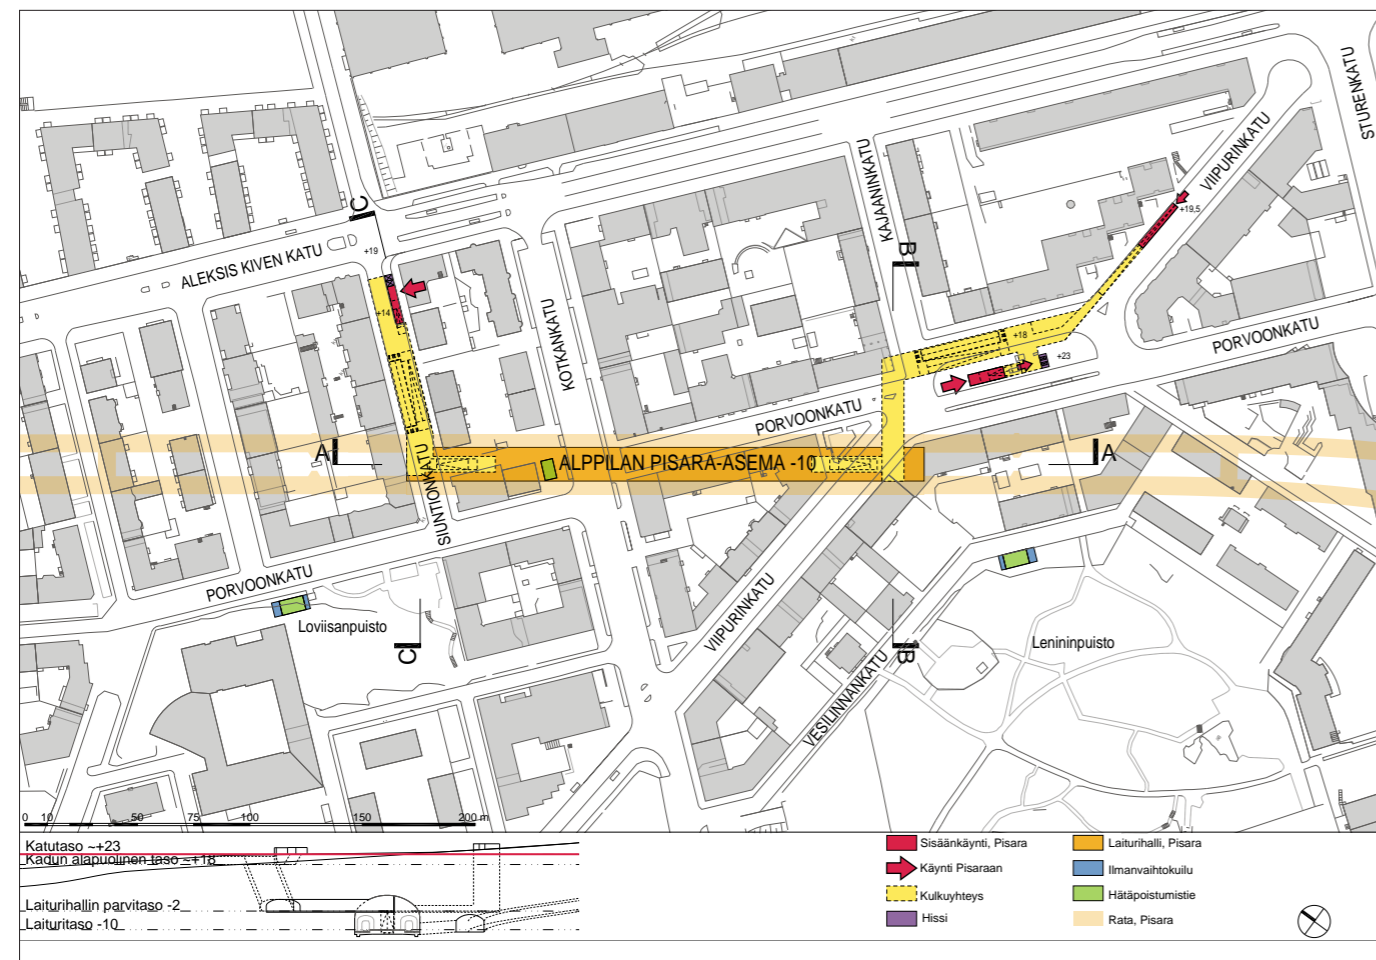 STURENKATU
VIIPURINKATU
KAJAANINKATU
C
B
+19,5
ALEKSIS KIVEN KATU
+19
+14
KOTKANKATU
+18
+23
PORVOONKATU
PORVOONKATU
A
ALPPILAN PISARA-ASEMA -10
A
SIUNTIONKATU
PORVOONKATU
Loviisanpuisto
VIIPURINKATU
Lenininpuisto
C
B
VESILINNANKATU
0 10 50 75 100 150 200 m
Katutaso ~+23
Kadun alapuolinen taso ~+18
Laiturihallin parvitaso -2
Laituritaso -10
Sisäänkäynti, Pisara
Käynti Pisaraan
Kulkuyhteys
Hissi
Laiturihalli, Pisara
Ilmanvaihtokuilu
Hätäpoistumistie
Rata, Pisara